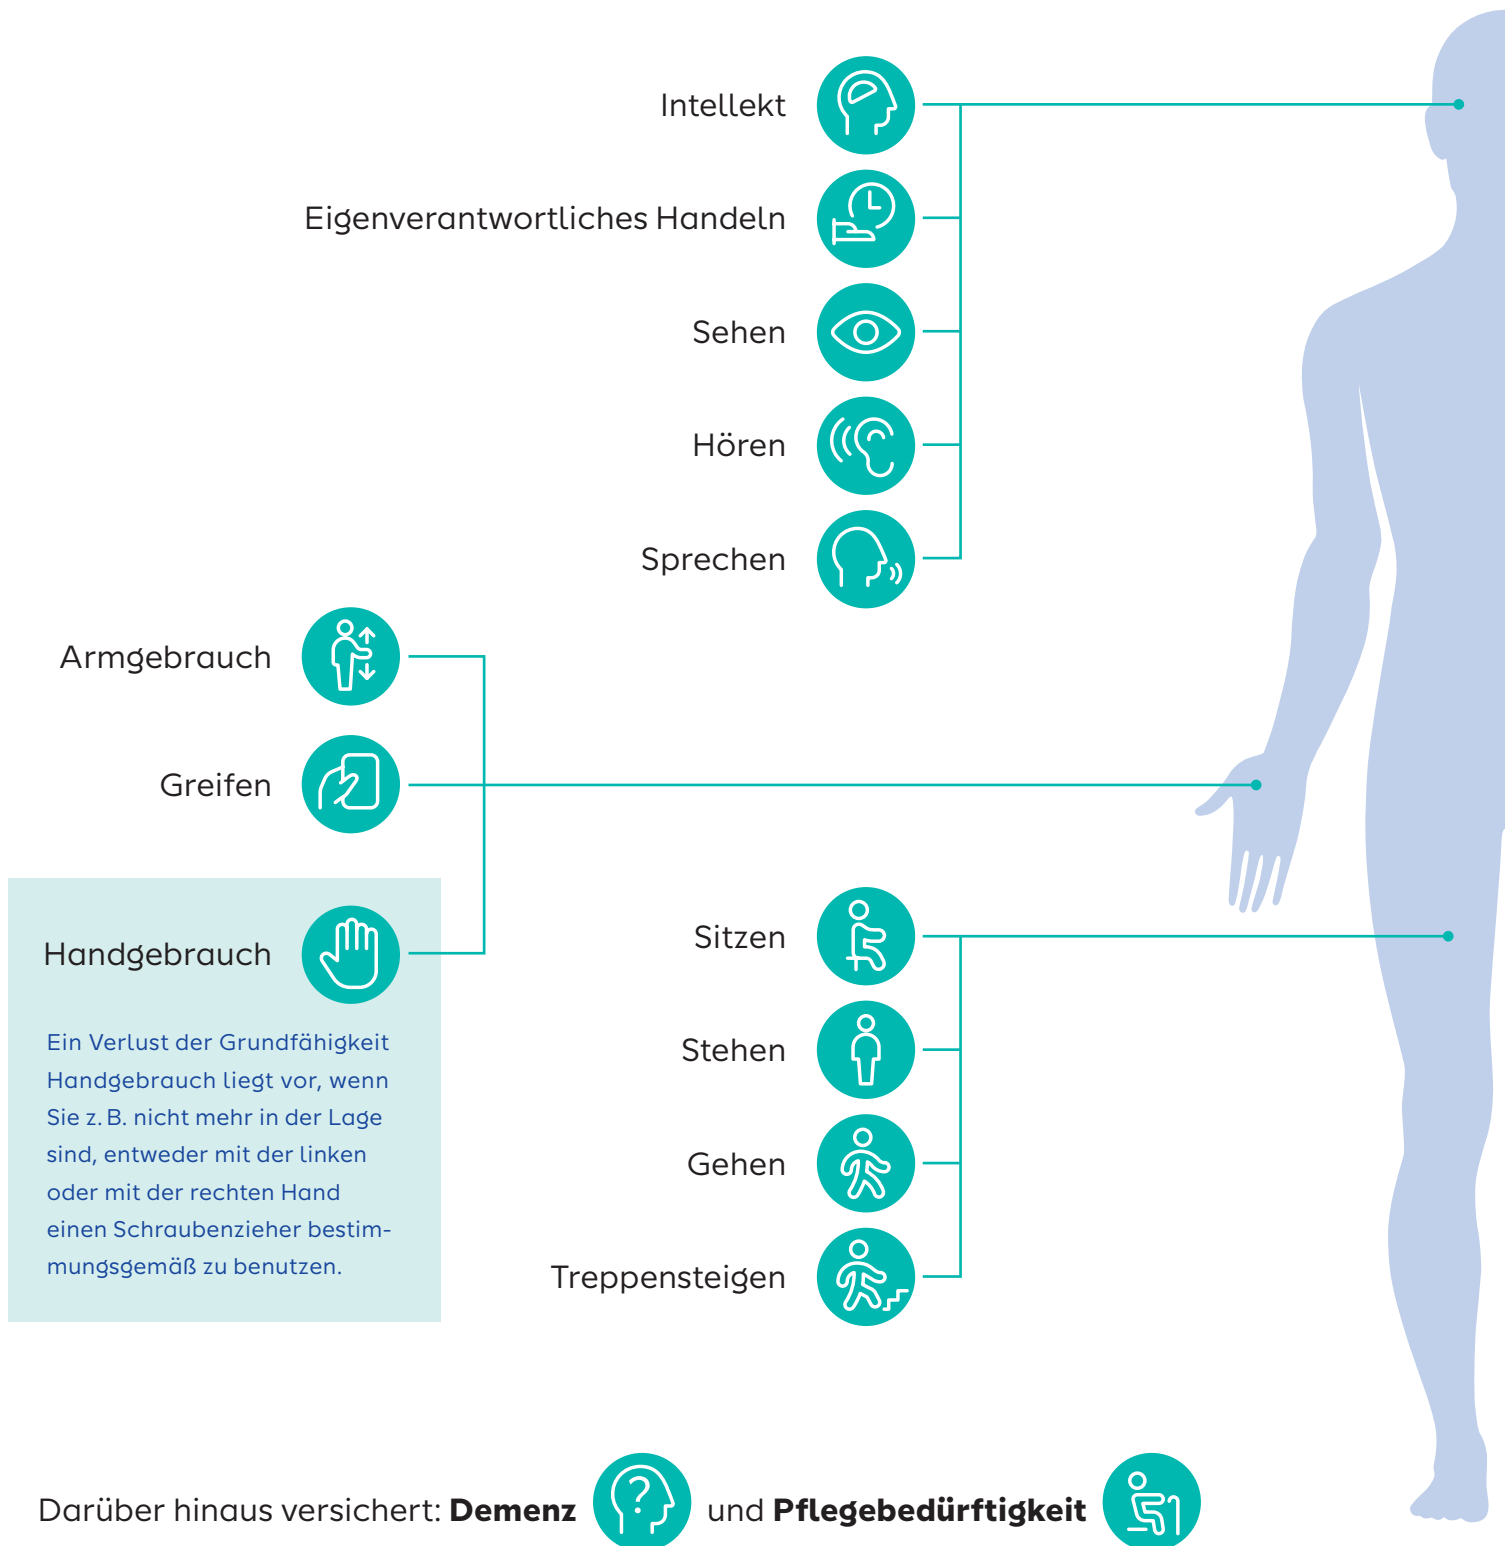 Intellekt
Eigenverantwortliches Handeln
Sehen
Hören
Sprechen
Armgebrauch
Greifen
Handgebrauch
Ein Verlust der Grundfähigkeit
Handgebrauch liegt vor, wenn
Sie z. B. nicht mehr in der Lage
sind, entweder mit der linken
oder mit der rechten Hand
einen Schraubenzieher bestim-
mungsgemäß zu benutzen.
Sitzen
Stehen
Gehen
Treppensteigen
Darüber hinaus versichert: Demenz ? und Pflegebedürftigkeit